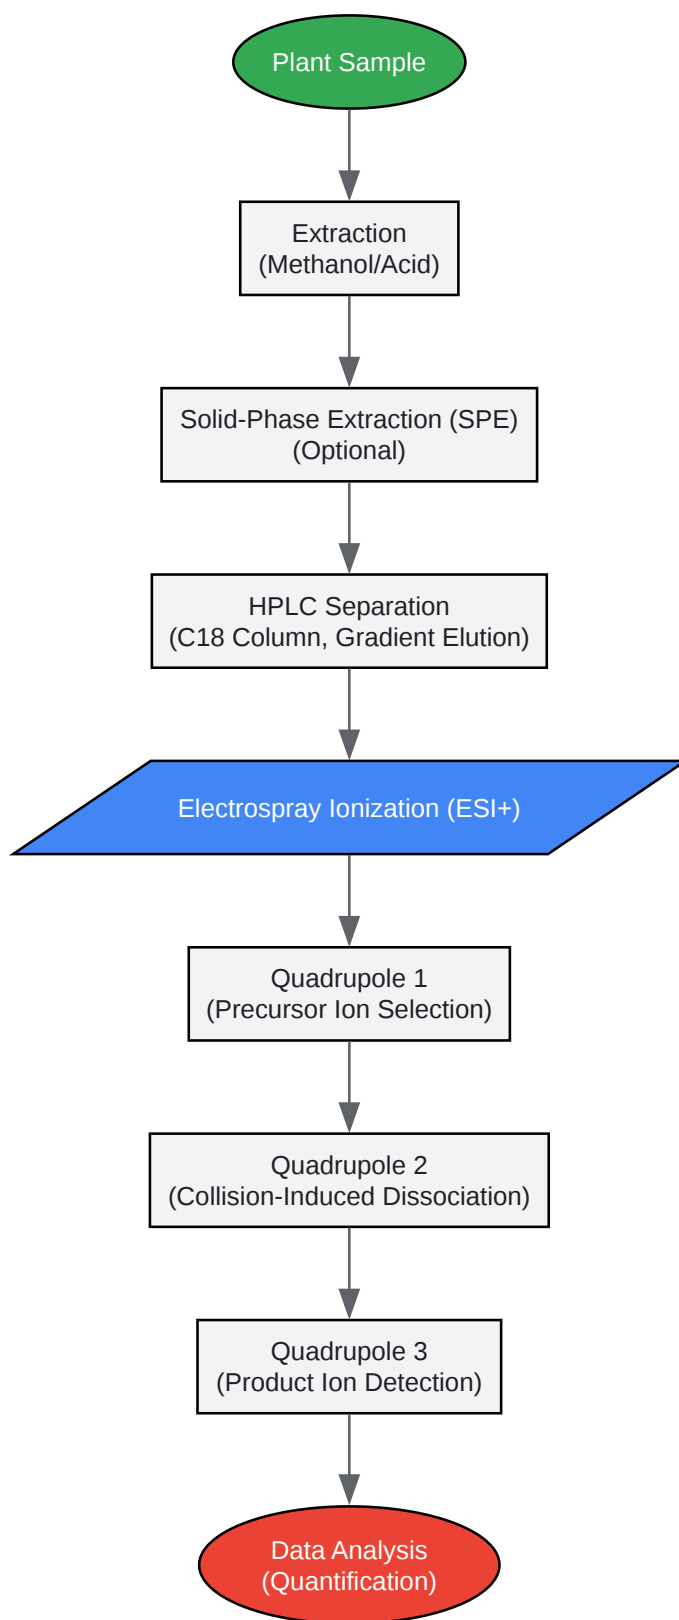 Plant Sample
Extraction
(Methanol/Acid)
Solid-Phase Extraction (SPE)
(Optional)
HPLC Separation
(C18 Column, Gradient Elution)
Electrospray Ionization (ESI+)
Quadrupole 1
(Precursor Ion Selection)
Quadrupole 2
(Collision-Induced Dissociation)
Quadrupole 3
(Product Ion Detection)
Data Analysis
(Quantification)